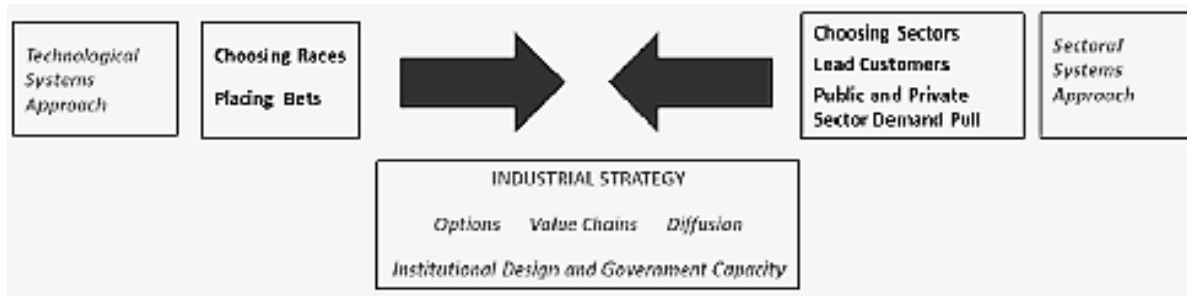 Technological
Systems
Approach
Choosing Races
Placing Bets
Choosing Sectors
Lead Customers
Public and Private
Sector Demand Pull
Sectoral
Systems
Approach
INDUSTRIAL STRATEGY
Options Value Chains Diffusion
Institutional Design and Government Capacity